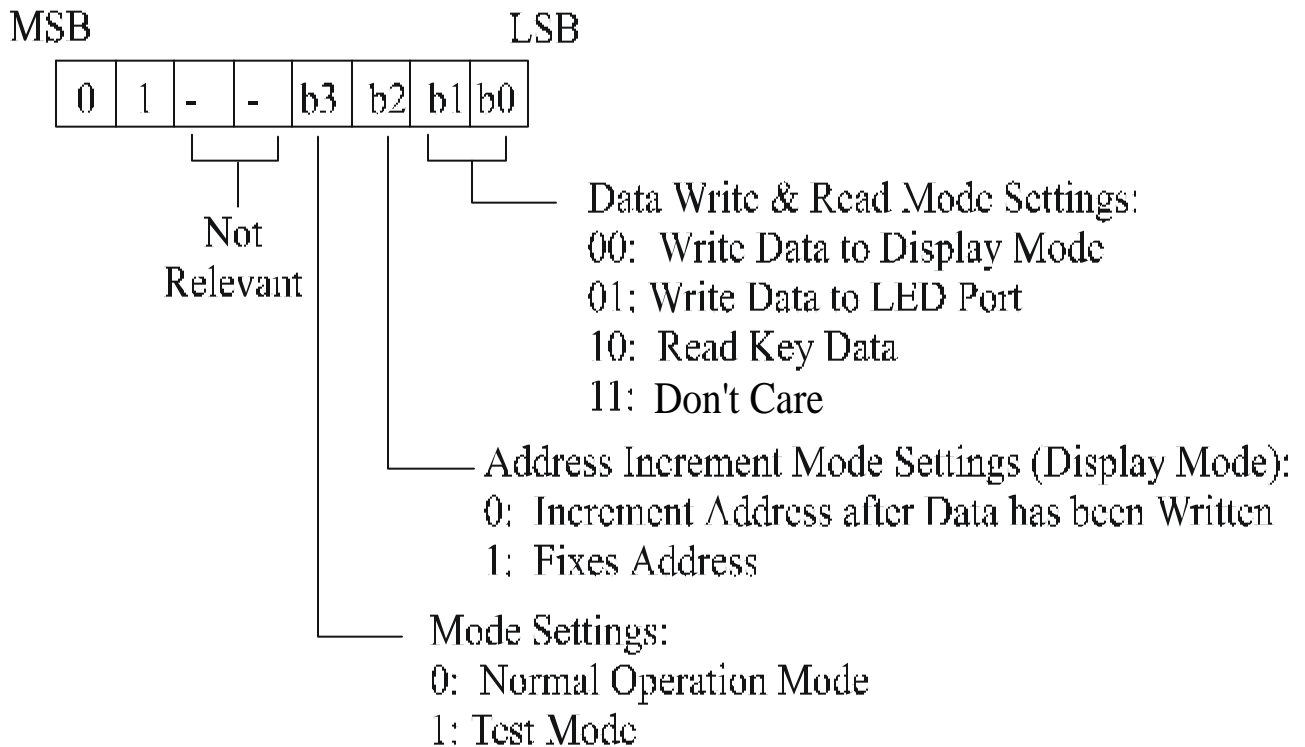 MSB LSB
0 1 - - b3 b2 b1 b0
Data Write & Read Mode Settings:
00: Write Data to Display Mode
01: Write Data to LED Port
10: Read Key Data
11: Don't Care
Not
Relevant
Address Increment Mode Settings (Display Mode):
0: Increment Address after Data has been Written
1: Fixes Address
Mode Settings:
0: Normal Operation Mode
1: Test Mode